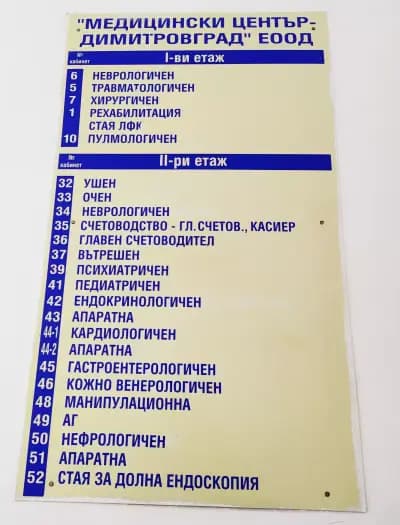 "МЕДИЦИНСКИ ЦЕНТЪР-
ДИМИТРОВГРАД" ЕООД
№ кабинет I-ви етаж
6 НЕВРОЛОГИЧЕН
5 ТРАВМАТОЛОГИЧЕН
7 ХИРУРГИЧЕН
1 РЕХАБИЛИТАЦИЯ
СТАЯ ЛФК
10 ПУЛМОЛОГИЧЕН
№ кабинет II-ри етаж
32 УШЕН
33 ОЧЕН
34 НЕВРОЛОГИЧЕН
35 СЧЕТОВОДСТВО - ГЛ. СЧЕТОВ., КАСИЕР
36 ГЛАВЕН СЧЕТОВОДИТЕЛ
37 ВЪТРЕШЕН
39 ПСИХИАТРИЧЕН
41 ПЕДИАТРИЧЕН
42 ЕНДОКРИНОЛОГИЧЕН
43 АПАРАТНА
44-1 КАРДИОЛОГИЧЕН
44-2 АПАРАТНА
45 ГАСТРОЕНТЕРОЛОГИЧЕН
46 КОЖНО ВЕНЕРОЛОГИЧЕН
48 МАНИПУЛАЦИОННА
49 АГ
50 НЕФРОЛОГИЧЕН
51 АПАРАТНА
52 СТАЯ ЗА ДОЛНА ЕНДОСКОПИЯ